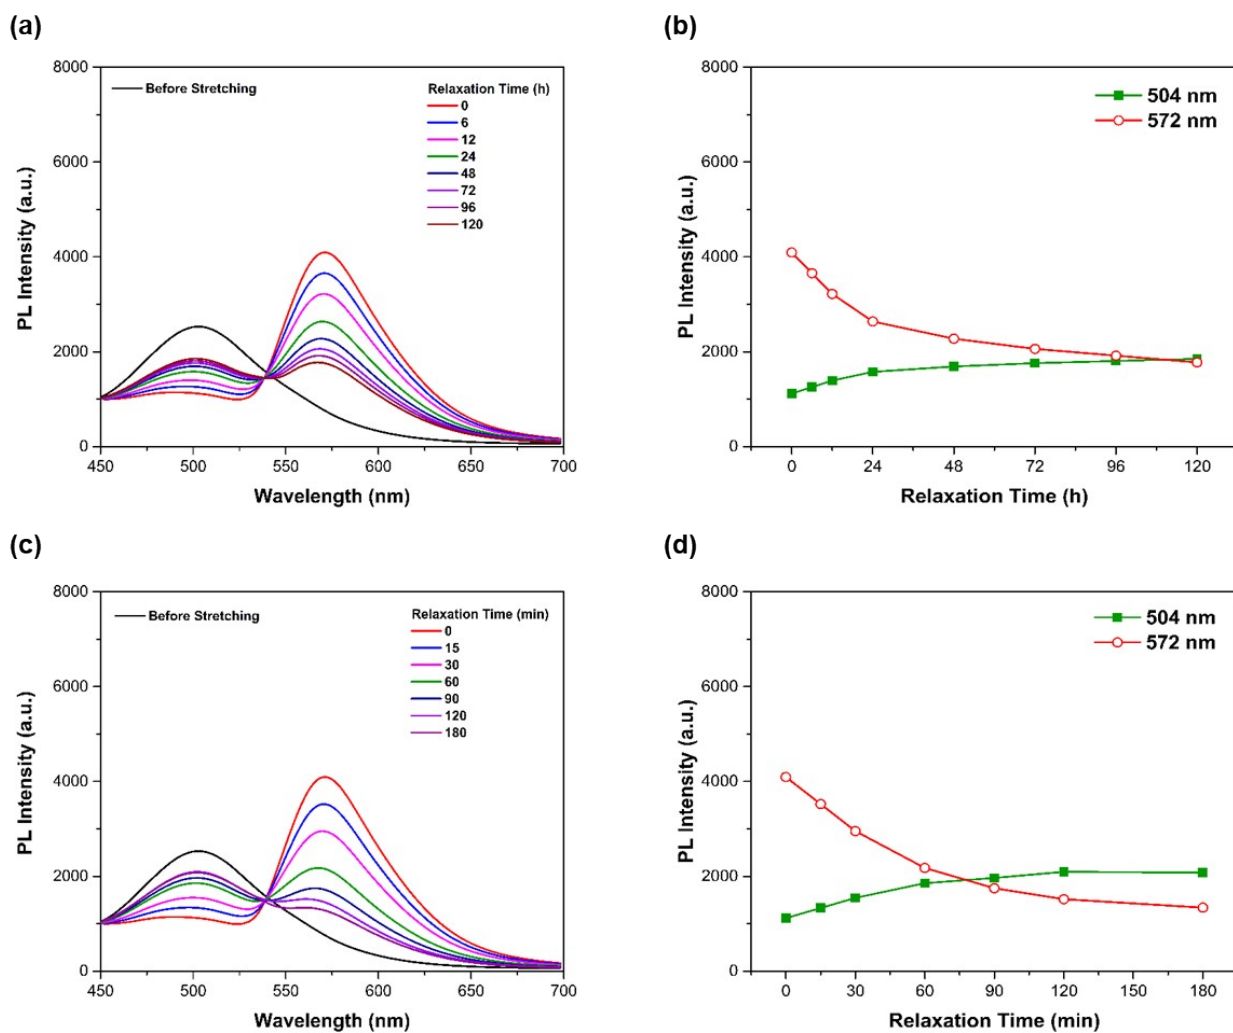 (a)
8000
6000
4000
2000
0
PL Intensity (a.u.)
Before Stretching
Relaxation Time (h)
0
6
12
24
48
72
96
120
450 500 550 600 650 700
Wavelength (nm)
(b)
8000
6000
4000
2000
0
PL Intensity (a.u.)
504 nm
572 nm
0 24 48 72 96 120
Relaxation Time (h)
(c)
8000
6000
4000
2000
0
PL Intensity (a.u.)
Before Stretching
Relaxation Time (min)
0
15
30
60
90
120
180
450 500 550 600 650 700
Wavelength (nm)
(d)
8000
6000
4000
2000
0
PL Intensity (a.u.)
504 nm
572 nm
0 30 60 90 120 150 180
Relaxation Time (min)